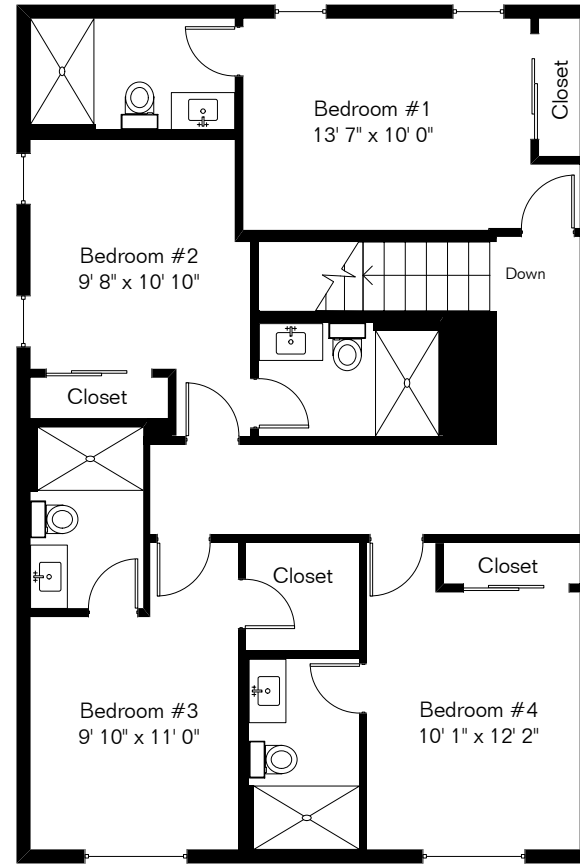 Bedroom #1
13' 7" x 10' 0"
Closet
Bedroom #2
9' 8" x 10' 10"
Down
Closet
Closet
Closet
Bedroom #3
9' 10" x 11' 0"
Bedroom #4
10' 1" x 12' 2"